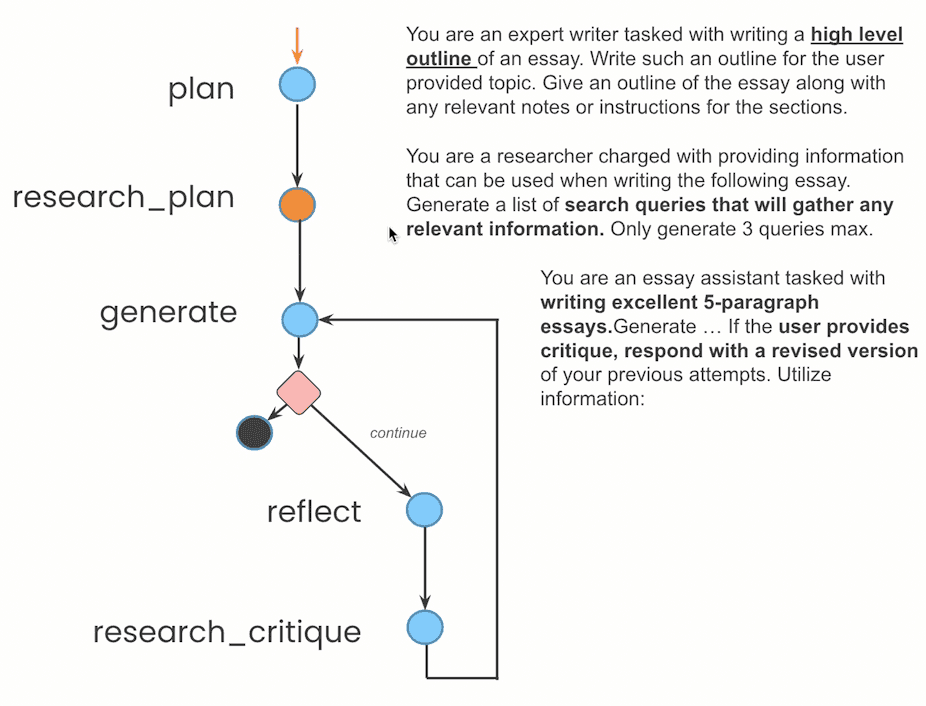 You are an expert writer tasked with writing a high level
outline of an essay. Write such an outline for the user
provided topic. Give an outline of the essay along with
any relevant notes or instructions for the sections.
plan
You are a researcher charged with providing information
that can be used when writing the following essay.
Generate a list of search queries that will gather any
relevant information. Only generate 3 queries max.
research_plan
You are an essay assistant tasked with
writing excellent 5-paragraph
essays.Generate … If the user provides
critique, respond with a revised version
of your previous attempts. Utilize
information:
generate
continue
reflect
research_critique